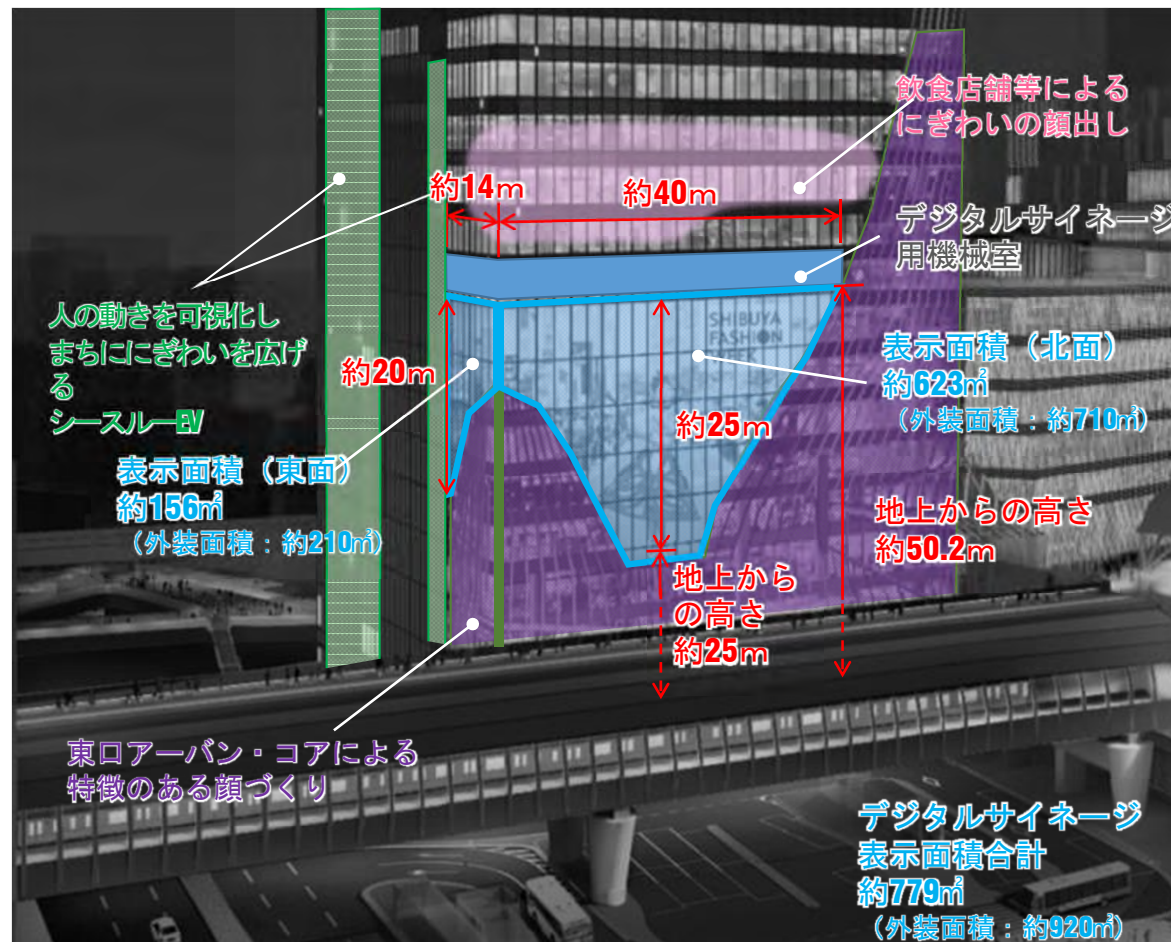 飲食店舗等による
にぎわいの顔出し
約14m
約40m
デジタルサイネージ
用機械室
人の動きを可視化し
まちににぎわいを広げ
る
シースルーEV
SHIBUYA
FASHION
約20m
表示面積（北面）
約623㎡
（外装面積：約710㎡）
約25m
表示面積（東面）
約156㎡
（外装面積：約210㎡）
地上からの高さ
約50.2m
地上から
の高さ
約25m
東口アーバン・コアによる
特徴のある顔づくり
デジタルサイネージ
表示面積合計
約779㎡
（外装面積：約920㎡）